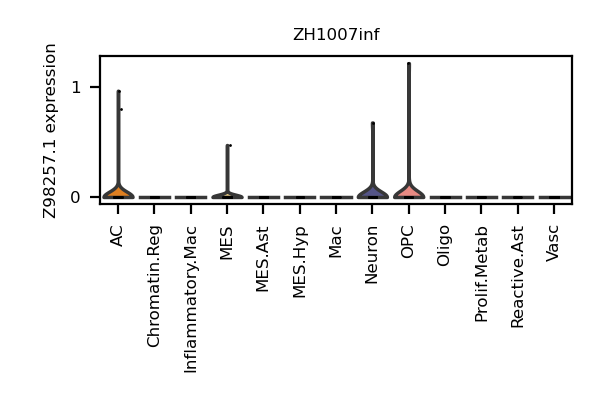 ZH1007inf
Z98257.1 expression
1
0
AC
Chromatin.Reg
Inflammatory.Mac
MES
MES.Ast
MES.Hyp
Mac
Neuron
OPC
Oligo
Prolif.Metab
Reactive.Ast
Vasc